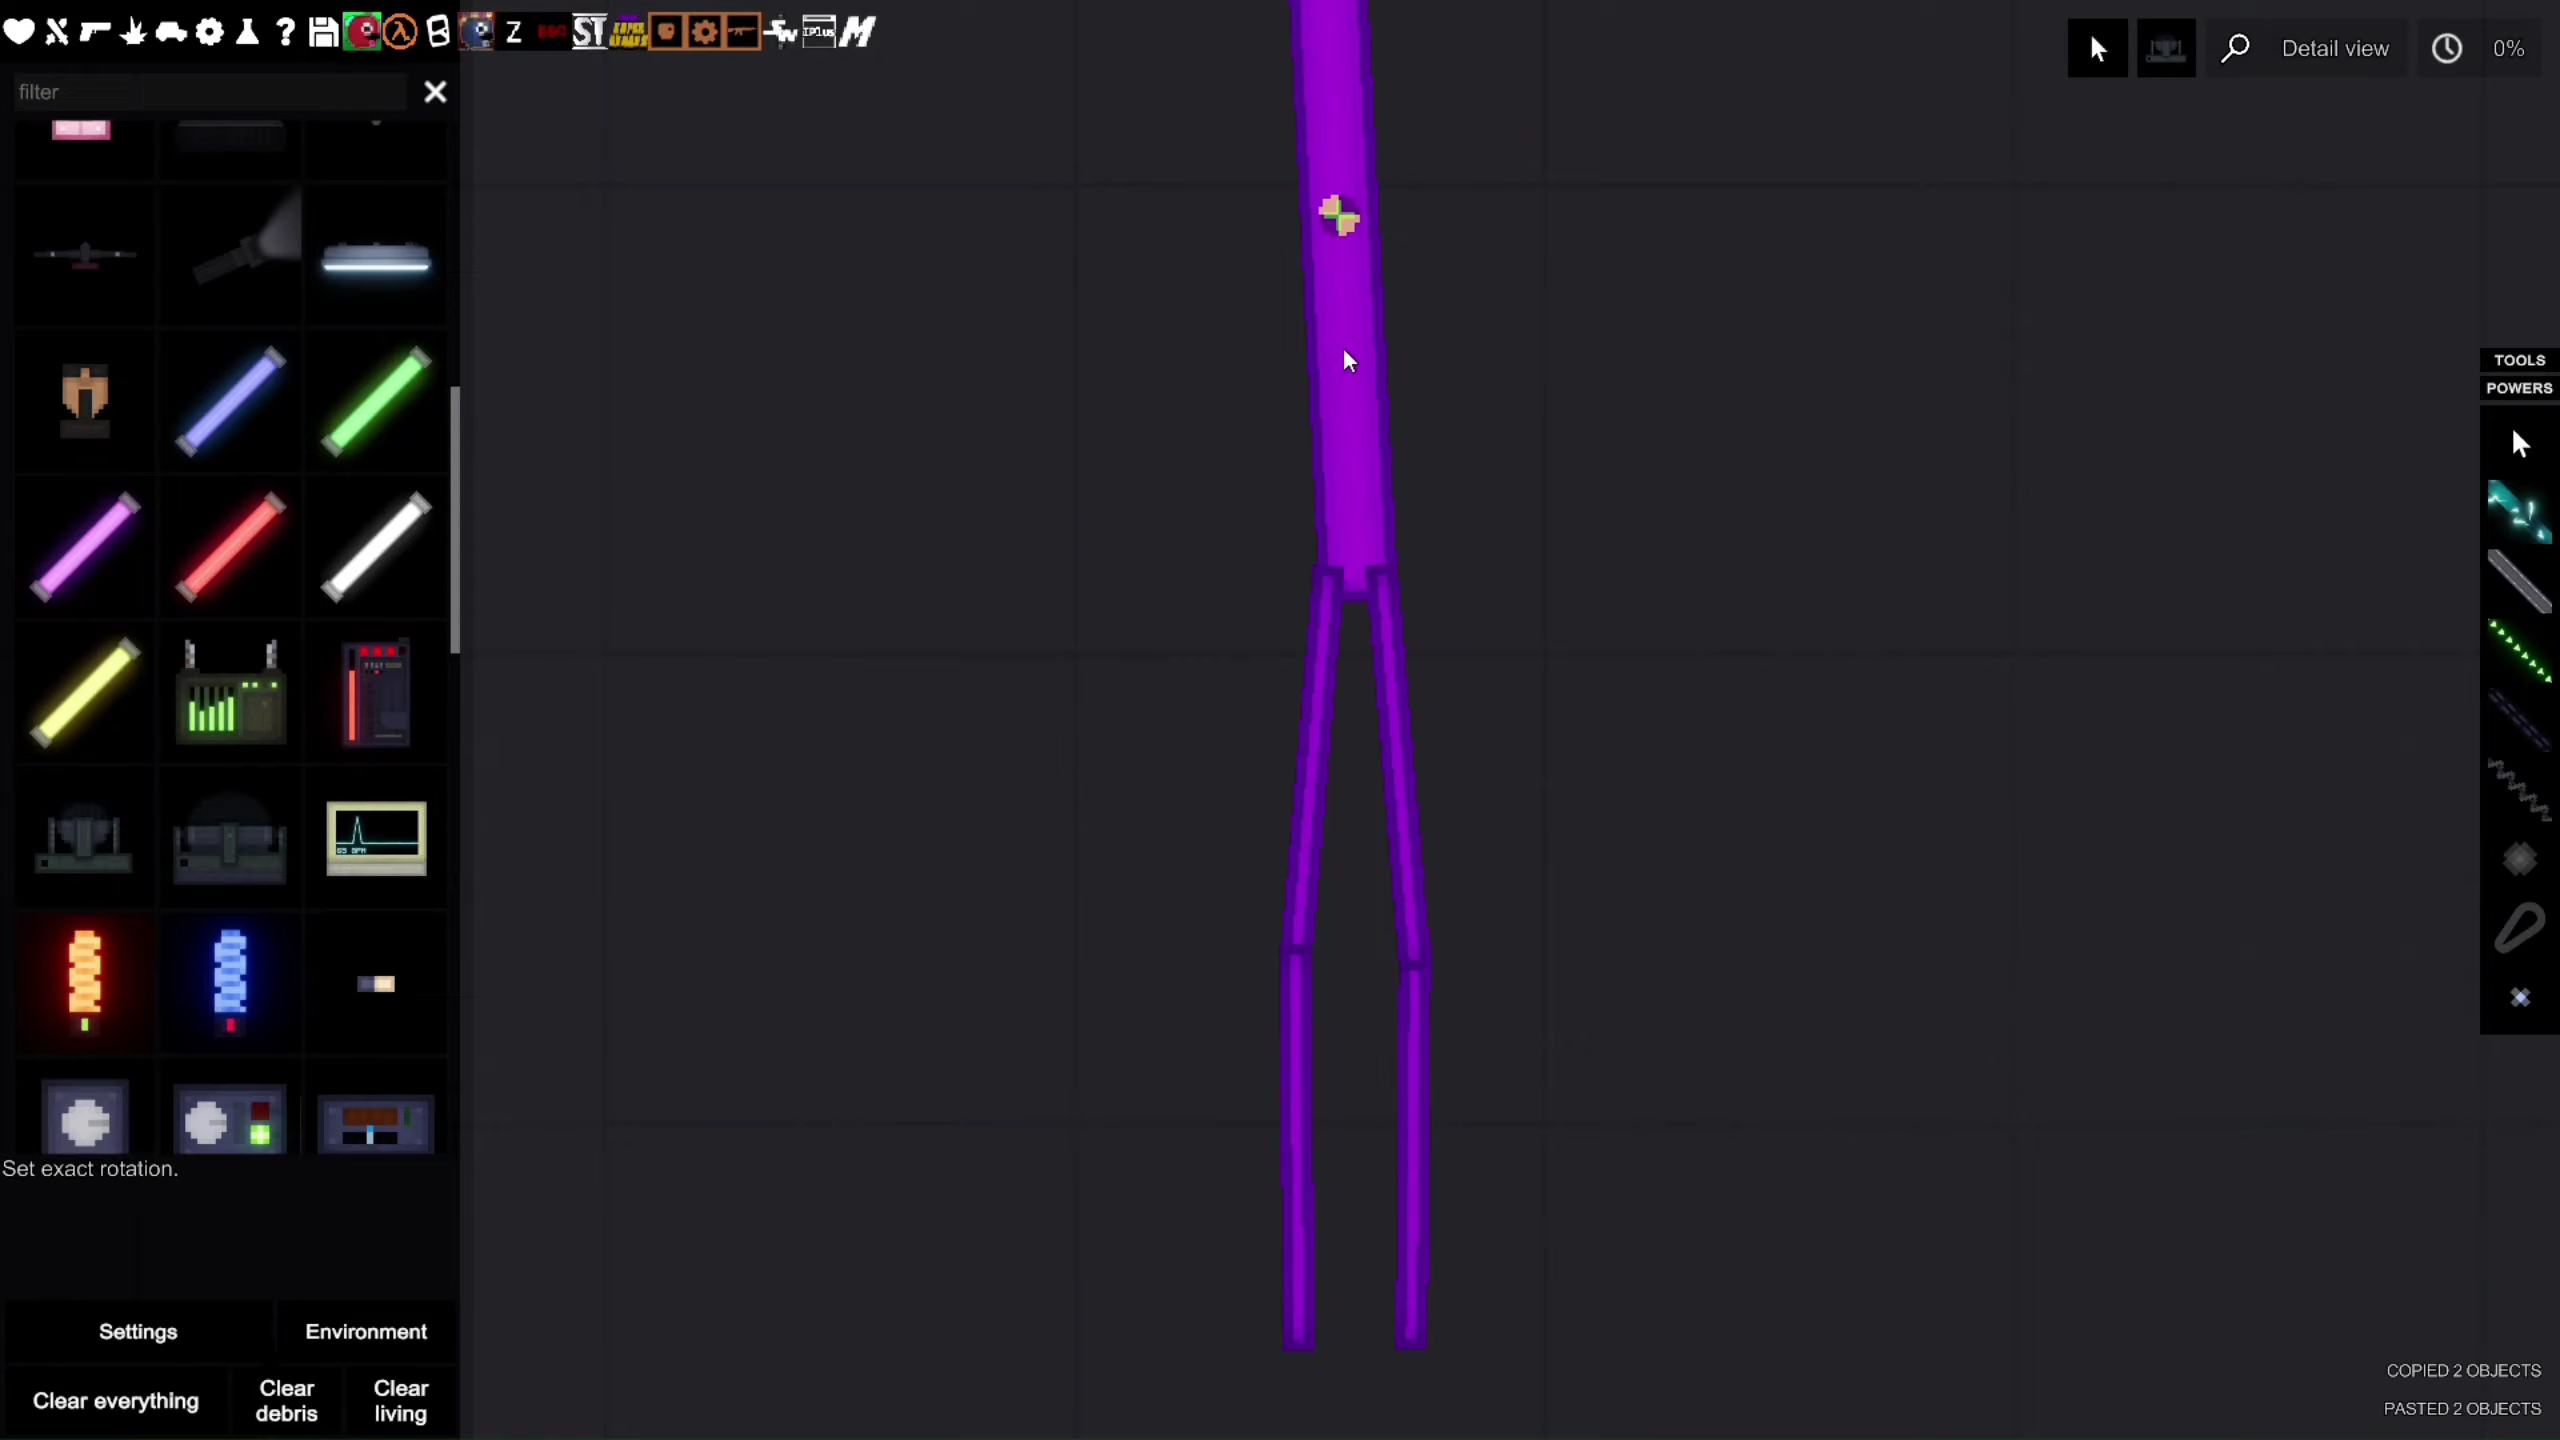 Z
ST
IPlus
M
filter
Detail view
0%
TOOLS
POWERS
Set exact rotation.
Settings
Environment
Clear everything
Clear debris
Clear living
COPIED 2 OBJECTS
PASTED 2 OBJECTS